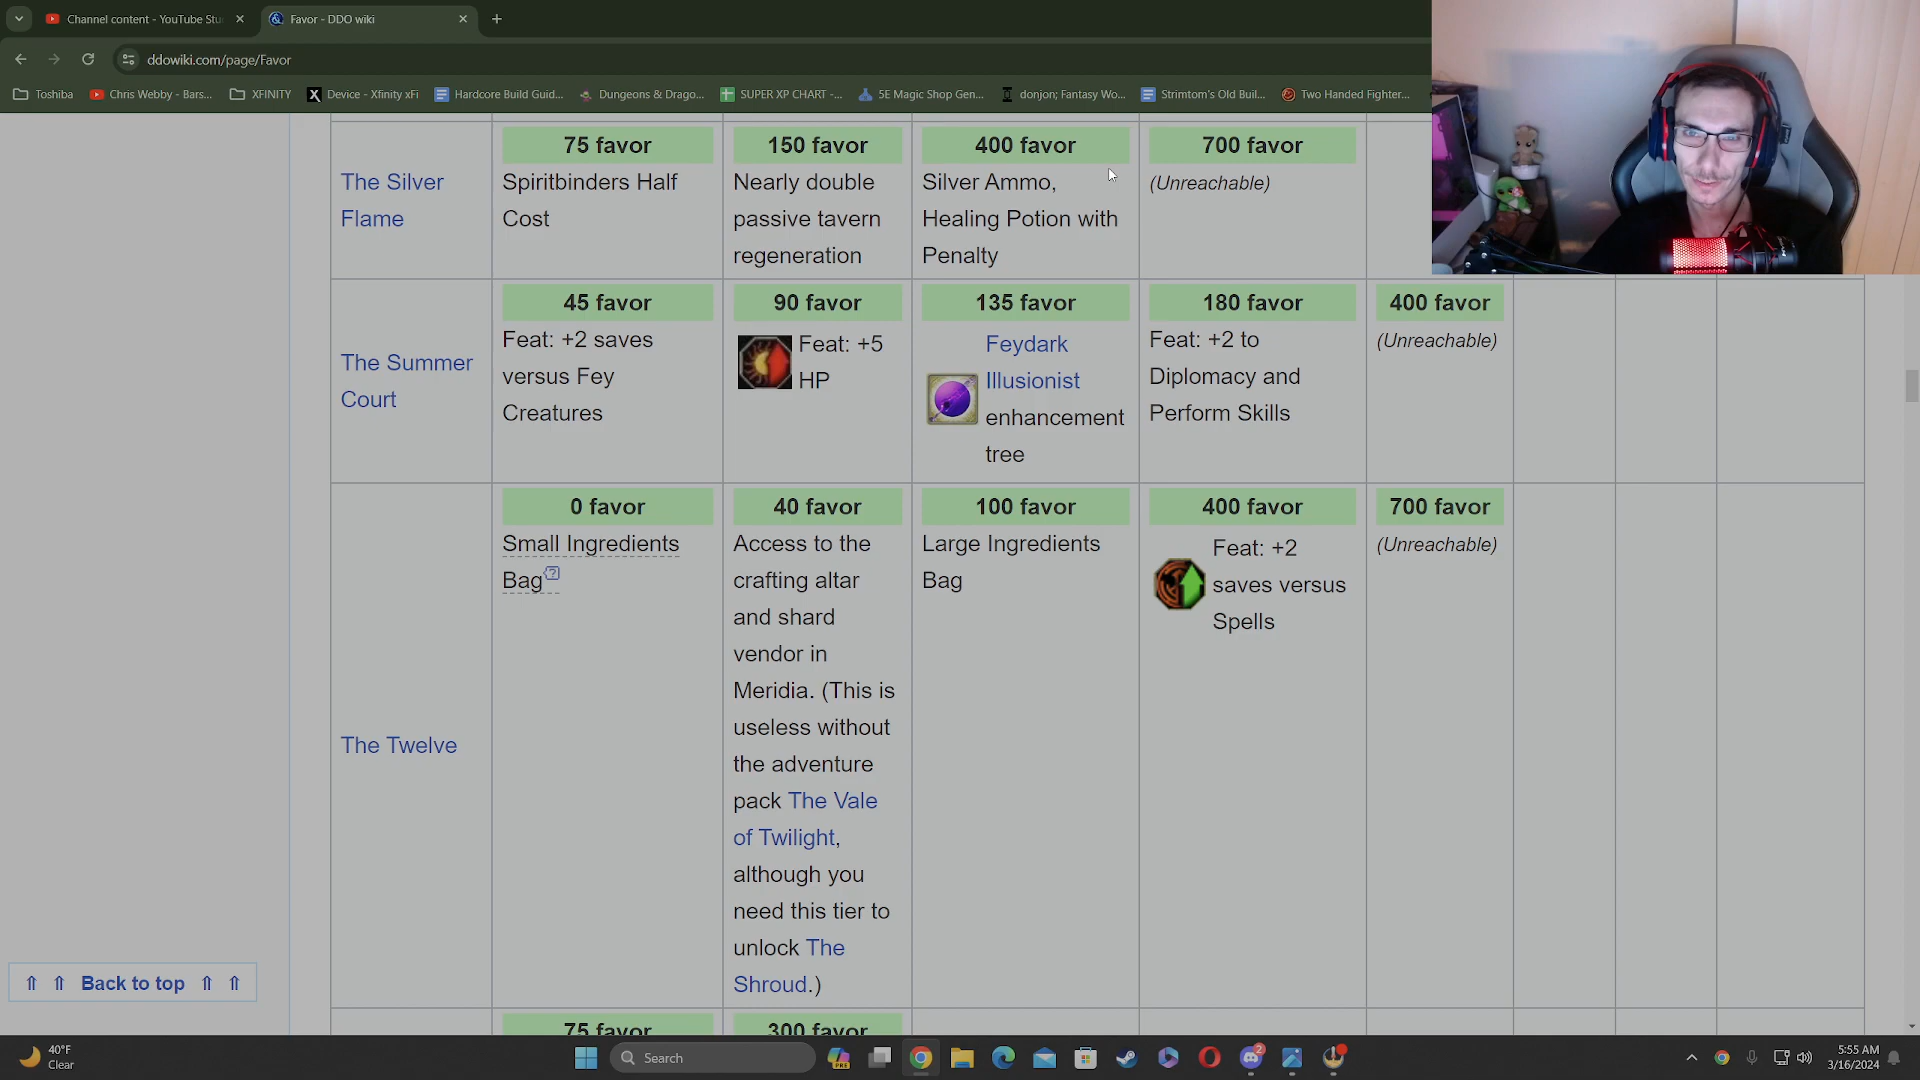 Channel content - YouTube Stu
Favor - DDO wiki
ddowiki.com/page/Favor
Toshiba
Chris Webby - Bars...
XFINITY
Device - Xfinity xFi
Hardcore Build Guid...
Dungeons & Drago...
SUPER XP CHART -...
5E Magic Shop Gen...
donjon; Fantasy Wo...
Strimtom's Old Buil...
Two Handed Fighter...
The Silver
Flame
75 favor
Spiritbinders Half
Cost
150 favor
Nearly double
passive tavern
regeneration
400 favor
Silver Ammo,
Healing Potion with
Penalty
700 favor
(Unreachable)
The Summer
Court
45 favor
Feat: +2 saves
versus Fey
Creatures
90 favor
Feat: +5
HP
135 favor
Feydark
Illusionist
enhancement
tree
180 favor
Feat: +2 to
Diplomacy and
Perform Skills
400 favor
(Unreachable)
The Twelve
0 favor
Small Ingredients
Bag
40 favor
Access to the
crafting altar
and shard
vendor in
Meridia. (This is
useless without
the adventure
pack The Vale
of Twilight,
although you
need this tier to
unlock The
Shroud.)
100 favor
Large Ingredients
Bag
400 favor
Feat: +2
saves versus
Spells
700 favor
(Unreachable)
75 favor
300 favor
⇑ ⇑ Back to top ⇑ ⇑
40°F
Clear
Search
PRE
2
5:55 AM
3/16/2024